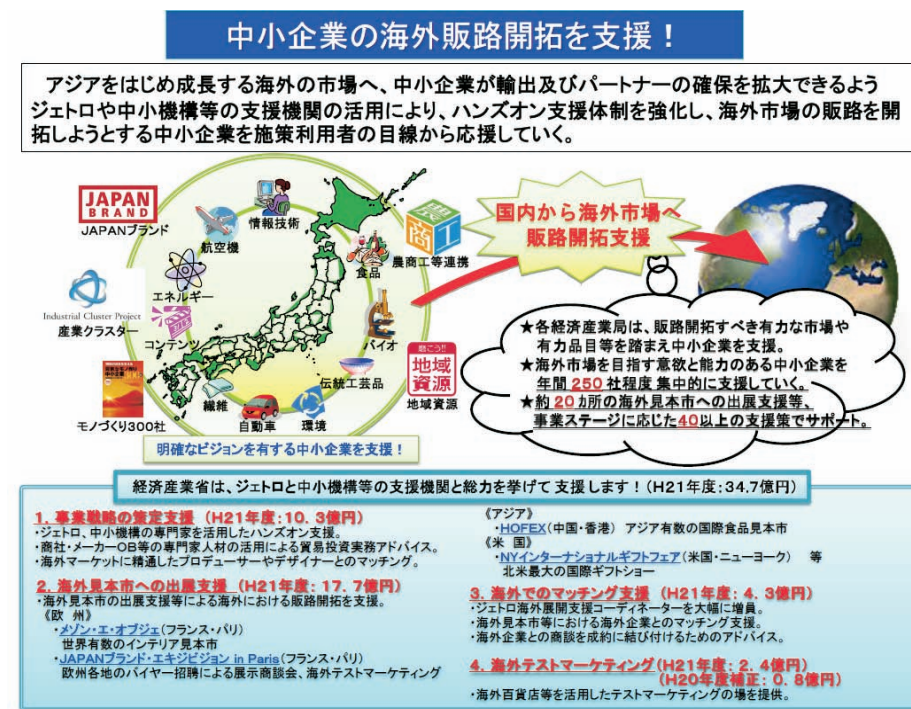 中小企業の海外販路開拓を支援！
アジアをはじめ成長する海外の市場へ、中小企業が輸出及びパートナーの確保を拡大できるよう
ジェトロや中小機構等の支援機関の活用により、ハンズオン支援体制を強化し、海外市場の販路を開
拓しようとする中小企業を施策利用者の目線から応援していく。
JAPAN
BRAND
JAPANブランド
情報技術
航空機
農
商工
農商工等連携
食品
エネルギー
Industrial Cluster Project
産業クラスター
コンテンツ
バイオ
伝統工芸品
地域
資源
地域資源
繊維
自動車
環境
モノづくり300社
明確なビジョンを有する中小企業を支援！
国内から海外市場へ
販路開拓支援
★各経済産業局は、販路開拓すべき有力な市場や
有力品目等を踏まえ中小企業を支援。
★海外市場を目指す意欲と能力のある中小企業を
年間 250 社程度 集中的に支援していく。
★約 20 カ所の海外見本市への出展支援等、
事業ステージに応じた40以上の支援策でサポート。
経済産業省は、ジェトロと中小機構等の支援機関と総力を挙げて支援します！(H21年度：34.7億円)
1. 事業戦略の策定支援 (H21年度：10. 3億円)
・ジェトロ、中小機構の専門家を活用したハンズオン支援。
・商社・メーカーOB等の専門家人材の活用による貿易投資実務アドバイス。
・海外マーケットに精通したプロデューサーやデザイナーとのマッチング。
2. 海外見本市への出展支援 (H21年度：17. 7億円)
・海外見本市の出展支援等による海外における販路開拓を支援。
《欧 州》
・メゾン・エ・オブジェ(フランス・パリ)
世界有数のインテリア見本市
・JAPANブランド・エキジビジョン in Paris(フランス・パリ)
欧州各地のバイヤー招聘による展示商談会、海外テストマーケティング
《アジア》
・HOFEX(中国・香港) アジア有数の国際食品見本市
《米 国》
・NYインターナショナルギフトフェア(米国・ニューヨーク) 等
北米最大の国際ギフトショー
3. 海外でのマッチング支援 (H21年度：4. 3億円)
・ジェトロ海外展開支援コーディネーターを大幅に増員。
・海外見本市等における海外企業とのマッチング支援。
・海外企業との商談を成約に結び付けるためのアドバイス。
4. 海外テストマーケティング(H21年度：2. 4億円)
(H20年度補正：0. 8億円)
・海外百貨店等を活用したテストマーケティングの場を提供。